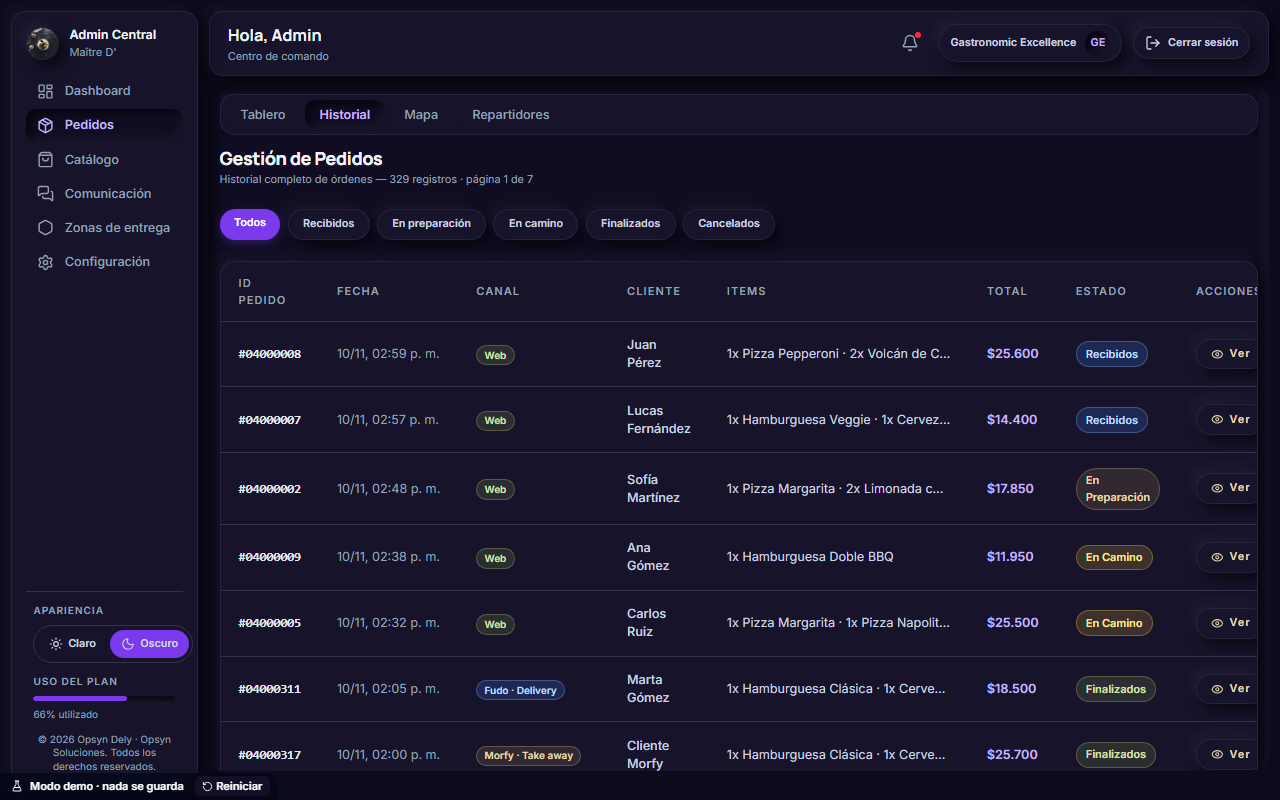 Admin Central
Maître D'
Dashboard
Pedidos
Catálogo
Comunicación
Zonas de entrega
Configuración
APARIENCIA
Claro
Oscuro
USO DEL PLAN
66% utilizado
© 2026 Opsyn Dely · Opsyn
Soluciones. Todos los
derechos reservados.
Hola, Admin
Centro de comando
Gastronomic Excellence GE
Cerrar sesión
Tablero Historial Mapa Repartidores
Gestión de Pedidos
Historial completo de órdenes — 329 registros · página 1 de 7
Todos Recibidos En preparación En camino Finalizados Cancelados
ID
PEDIDO
FECHA CANAL CLIENTE ITEMS TOTAL ESTADO ACCIONES
#04000008 10/11, 02:59 p. m. Web Juan
Pérez
1x Pizza Pepperoni · 2x Volcán de C... $25.600 Recibidos Ver
#04000007 10/11, 02:57 p. m. Web Lucas
Fernández
1x Hamburguesa Veggie · 1x Cervez... $14.400 Recibidos Ver
#04000002 10/11, 02:48 p. m. Web Sofía
Martínez
1x Pizza Margarita · 2x Limonada c... $17.850 En
Preparación
Ver
#04000009 10/11, 02:38 p. m. Web Ana
Gómez
1x Hamburguesa Doble BBQ $11.950 En Camino Ver
#04000005 10/11, 02:32 p. m. Web Carlos
Ruiz
1x Pizza Margarita · 1x Pizza Napolit... $25.500 En Camino Ver
#04000311 10/11, 02:05 p. m. Fudo · Delivery Marta
Gómez
1x Hamburguesa Clásica · 1x Cerve... $18.500 Finalizados Ver
#04000317 10/11, 02:00 p. m. Morfy · Take away Cliente
Morfy
1x Hamburguesa Clásica · 1x Cerve... $25.700 Finalizados Ver
Modo demo · nada se guarda Reiniciar